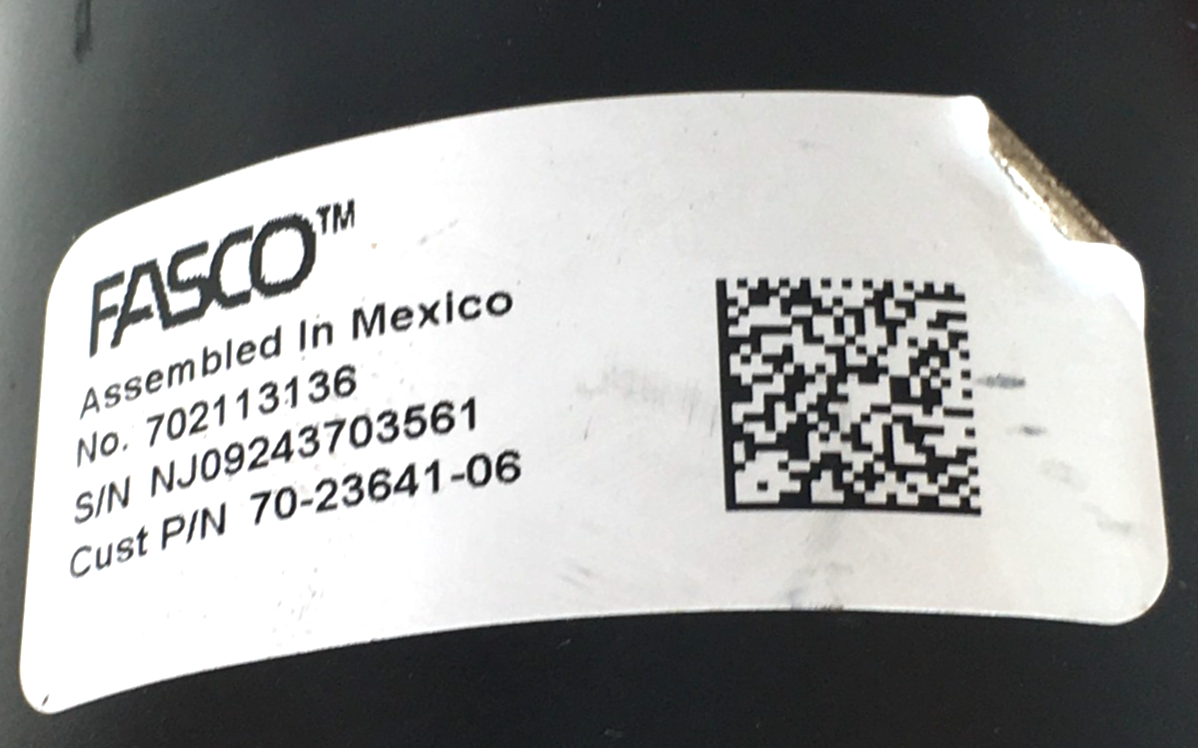 FASCO™
Assembled In Mexico
No. 702113136
S/N NJ09243703561
Cust P/N 70-23641-06